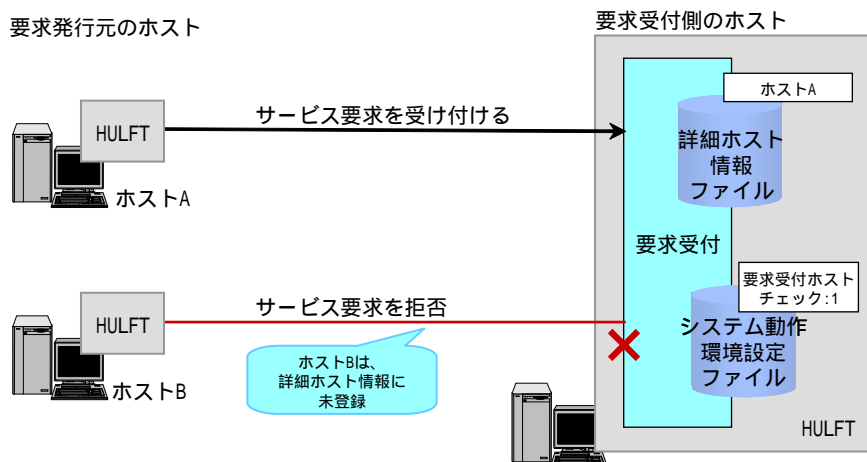 要求発行元のホスト
要求受付側のホスト
HULFT
ホストA
サービス要求を受け付ける
ホストA
詳細ホスト
情報
ファイル
要求受付
HULFT
ホストB
サービス要求を拒否
ホストBは、
詳細ホスト情報に
未登録
要求受付ホスト
チェック:1
システム動作
環境設定
ファイル
HULFT